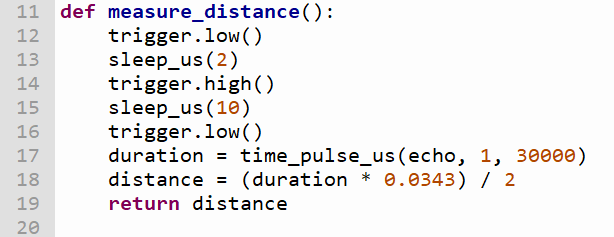 11 def measure_distance():
12     trigger.low()
13     sleep_us(2)
14     trigger.high()
15     sleep_us(10)
16     trigger.low()
17     duration = time_pulse_us(echo, 1, 30000)
18     distance = (duration * 0.0343) / 2
19     return distance
20